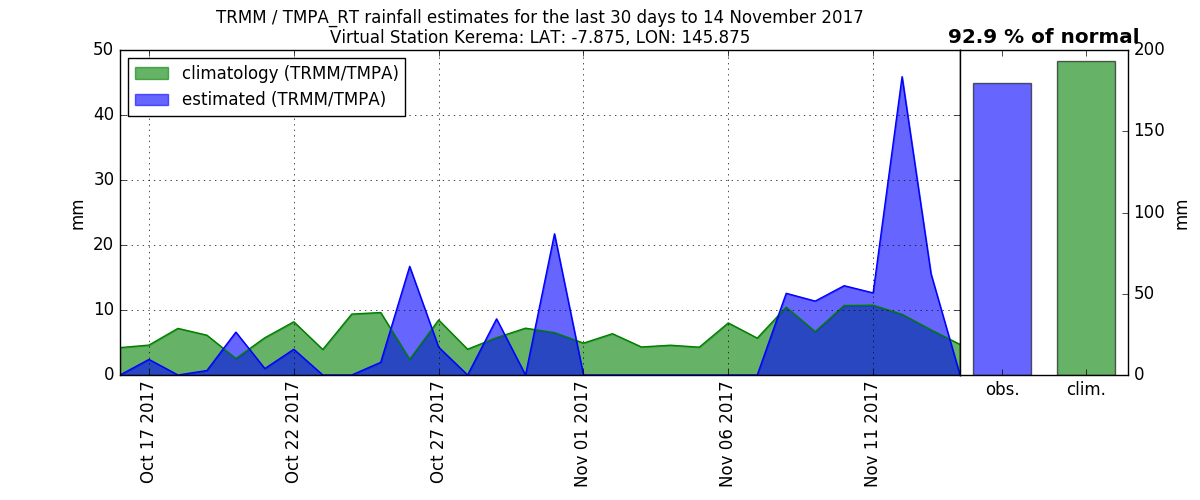 TRMM / TMPA_RT rainfall estimates for the last 30 days to 14 November 2017
Virtual Station Kerema: LAT: -7.875, LON: 145.875
92.9 % of normal
climatology (TRMM/TMPA)
estimated (TRMM/TMPA)
50
40
30
20
10
0
mm
Oct 17 2017
Oct 22 2017
Oct 27 2017
Nov 01 2017
Nov 06 2017
Nov 11 2017
obs.
clim.
200
150
100
50
0
mm